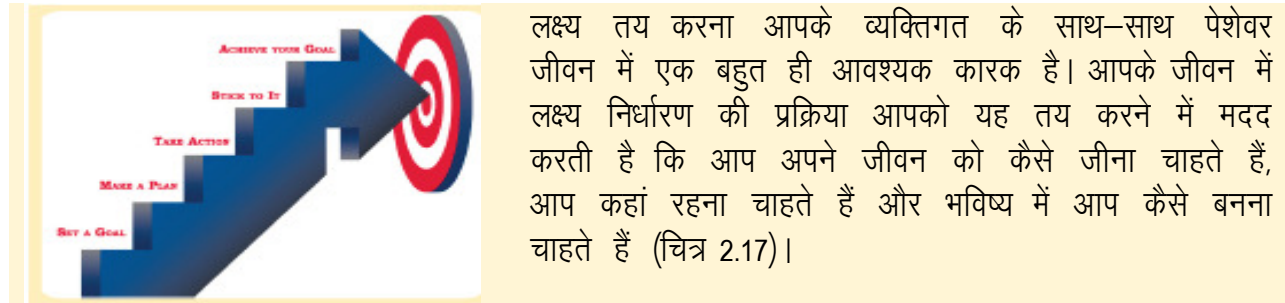 ACHIEVE YOUR GOAL
STICK TO IT
TAKE ACTION
MAKE A PLAN
SET A GOAL
लक्ष्य तय करना आपके व्यक्तिगत के साथ–साथ पेशेवर
जीवन में एक बहुत ही आवश्यक कारक है। आपके जीवन में
लक्ष्य निर्धारण की प्रक्रिया आपको यह तय करने में मदद
करती है कि आप अपने जीवन को कैसे जीना चाहते हैं,
आप कहां रहना चाहते हैं और भविष्य में आप कैसे बनना
चाहते हैं (चित्र 2.17)।